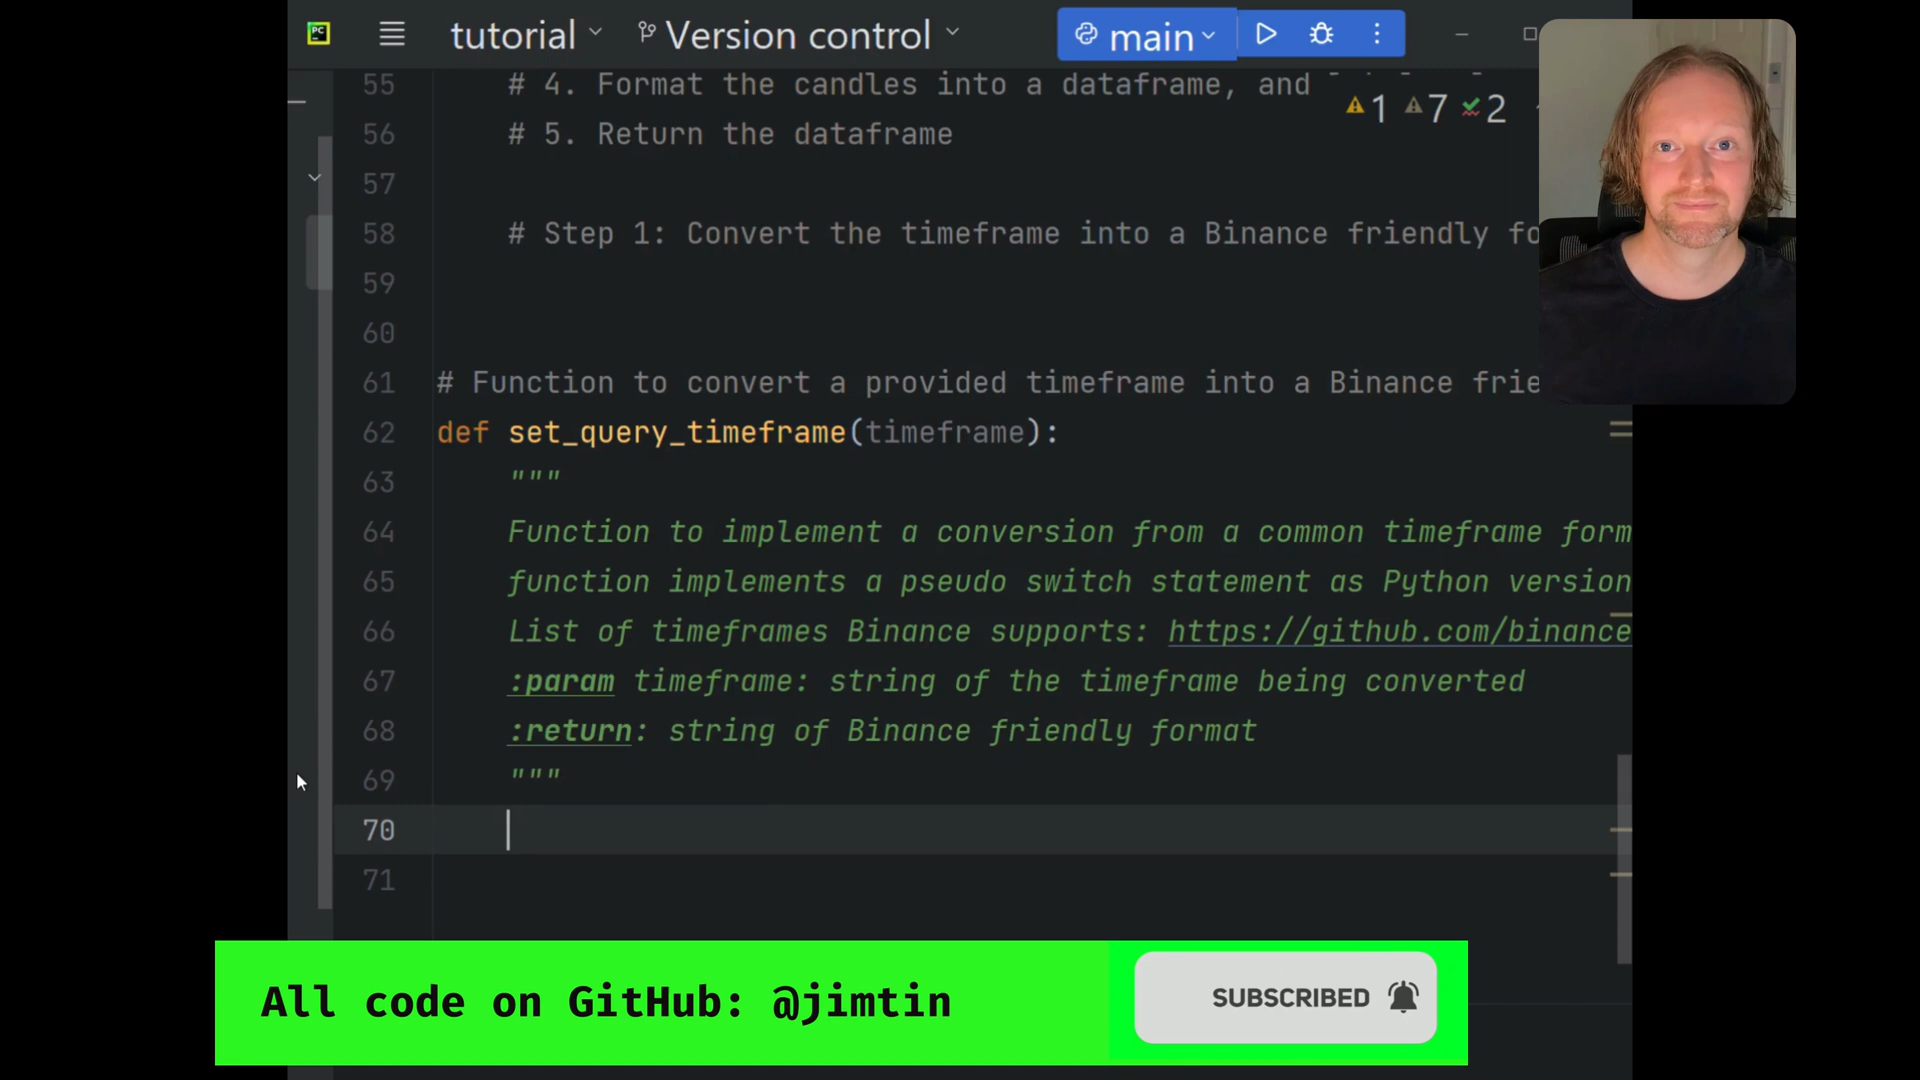 PC
tutorial
Version control
main
55 # 4. Format the candles into a dataframe, and
1 7 2
56 # 5. Return the dataframe
57
58 # Step 1: Convert the timeframe into a Binance friendly fo
59
60
61 # Function to convert a provided timeframe into a Binance frie
62 def set_query_timeframe(timeframe):
63 """
64 Function to implement a conversion from a common timeframe form
65 function implements a pseudo switch statement as Python version
66 List of timeframes Binance supports: https://github.com/binance
67 :param timeframe: string of the timeframe being converted
68 :return: string of Binance friendly format
69 """
70
71
All code on GitHub: @jimtin
SUBSCRIBED